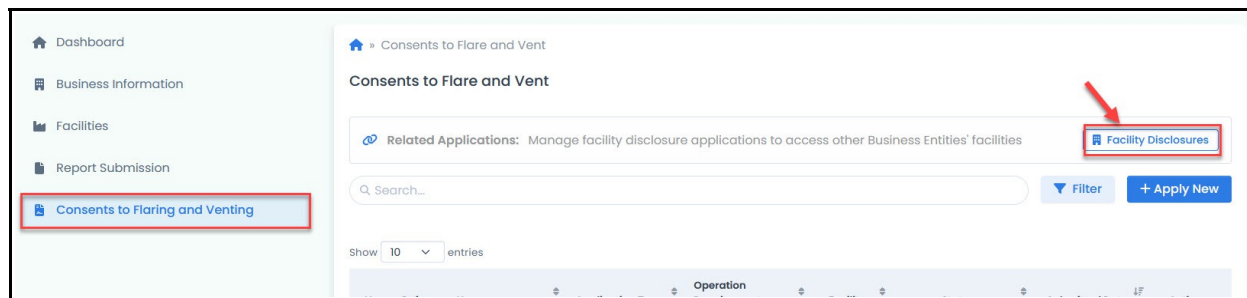 Dashboard
Business Information
Facilities
Report Submission
Consents to Flaring and Venting
» Consents to Flare and Vent
Consents to Flare and Vent
Related Applications: Manage facility disclosure applications to access other Business Entities' facilities
Facility Disclosures
Search...
Filter
+ Apply New
Show 10 entries
Operation